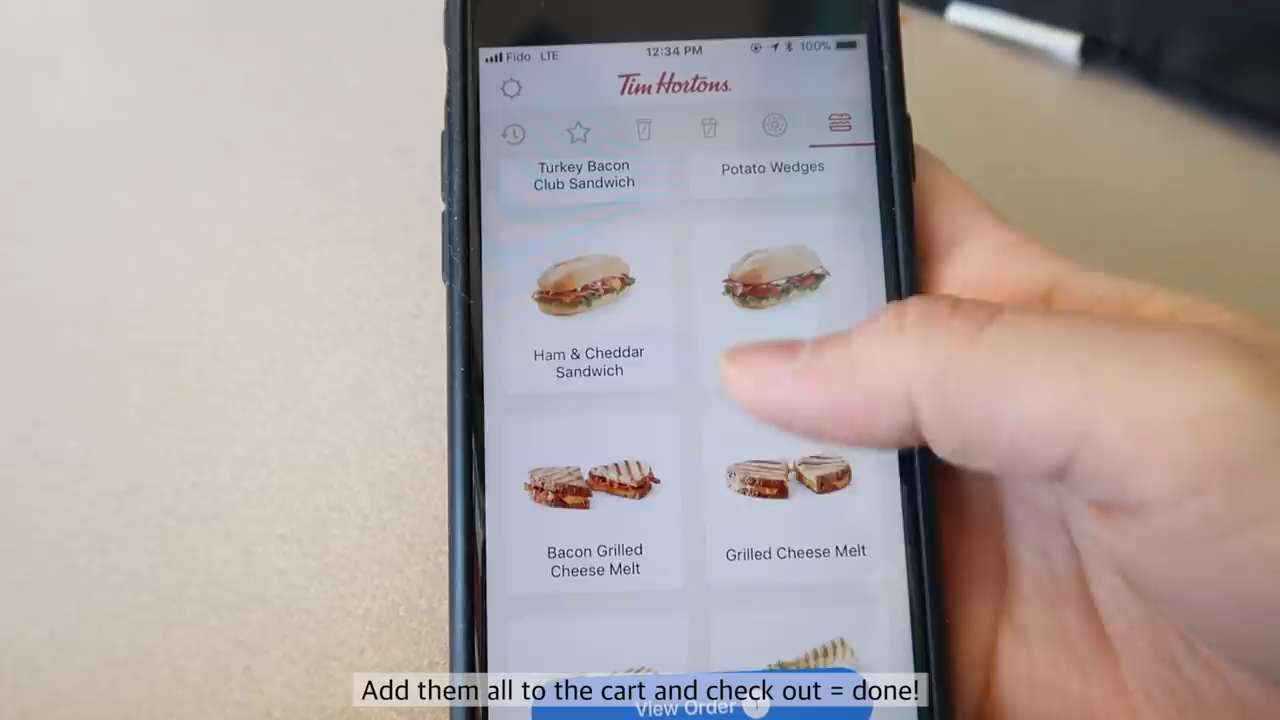 Fido LTE
12:34 PM
100%
Tim Hortons.
Turkey Bacon
Club Sandwich
Potato Wedges
Ham & Cheddar
Sandwich
Bacon Grilled
Cheese Melt
Grilled Cheese Melt
Add them all to the cart and check out = done!
View Order 1